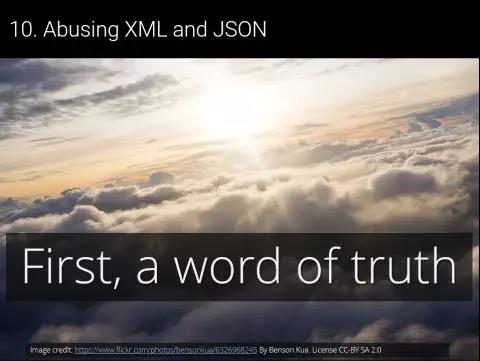 10. Abusing XML and JSON
First, a word of truth
Image credit: https://www.flickr.com/photos/bensonkua/6326968245 By Benson Kua. License CC-BY SA 2.0